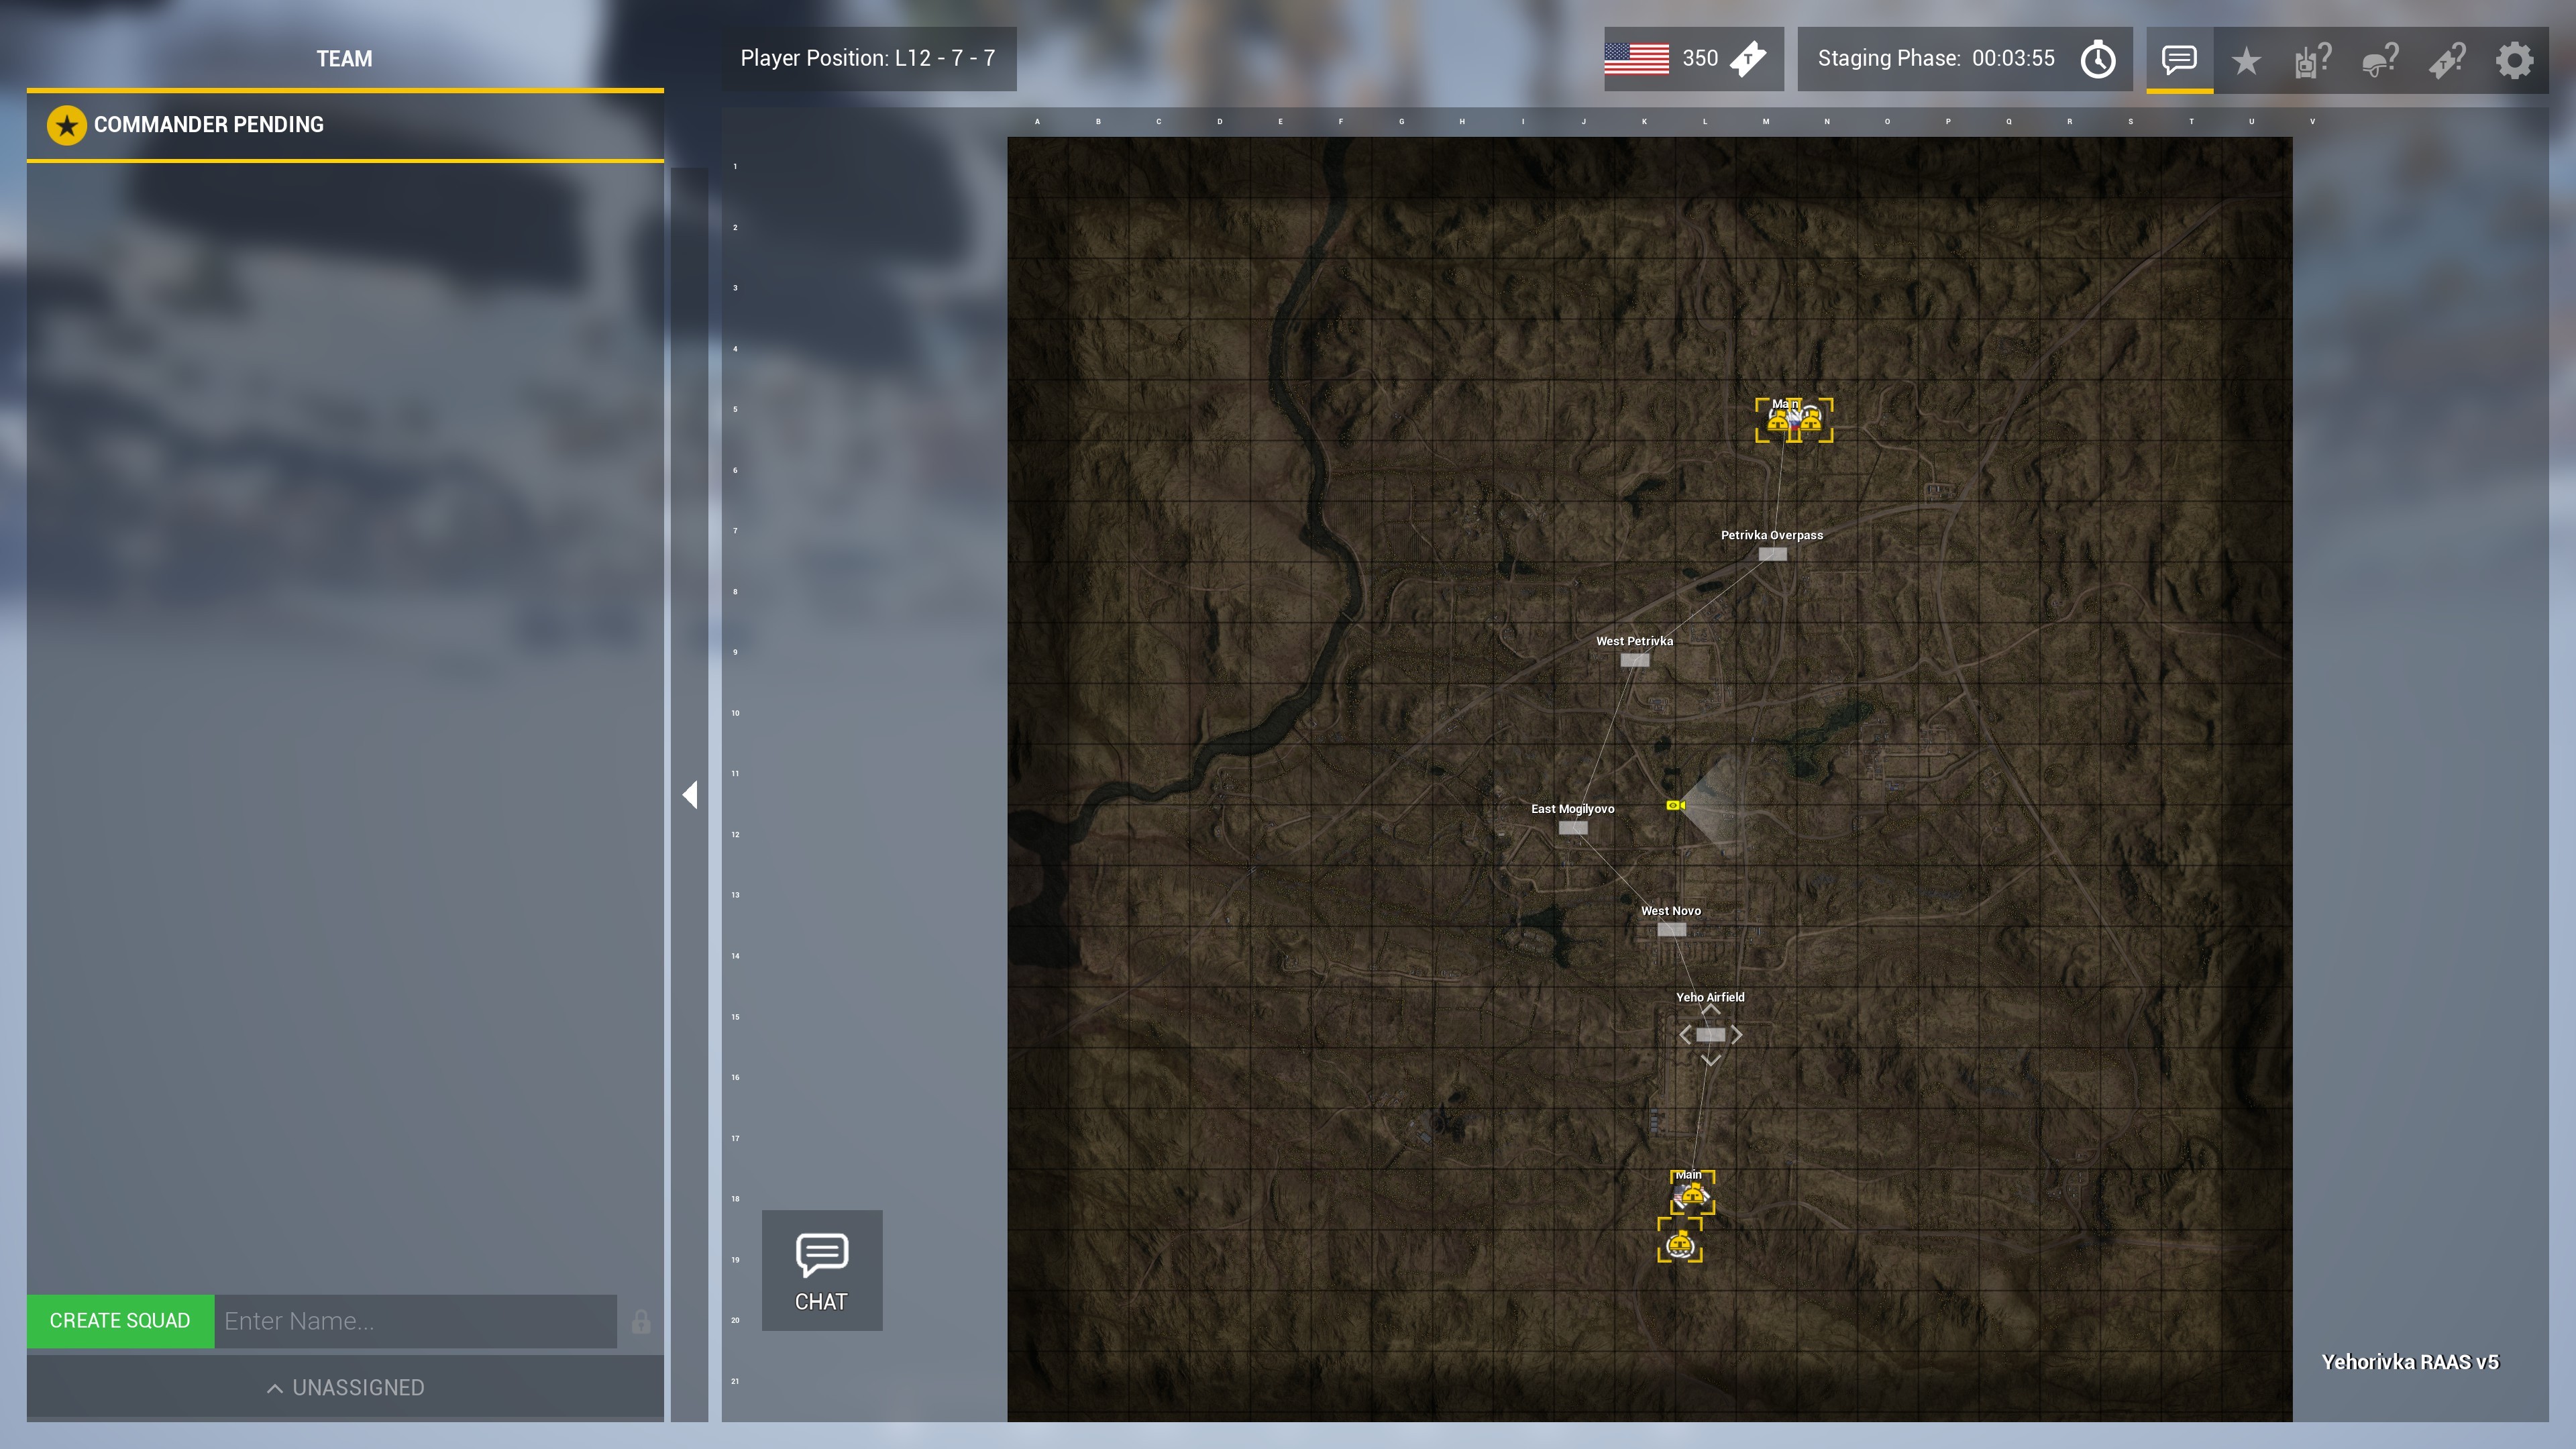 TEAM
Player Position: L12 - 7 - 7
350
T
Staging Phase: 00:03:55
? ? T ?
COMMANDER PENDING
A B C D E F G H I J K L M N O P Q R S T U V
1
2
3
4
5
Main
6
7
Petrivka Overpass
8
9
West Petrivka
10
11
East Mogilyovo
12
13
West Novo
14
Yeho Airfield
15
16
17
Main
18
19
20
21
CHAT
CREATE SQUAD
Enter Name...
UNASSIGNED
Yehorivka RAAS v5